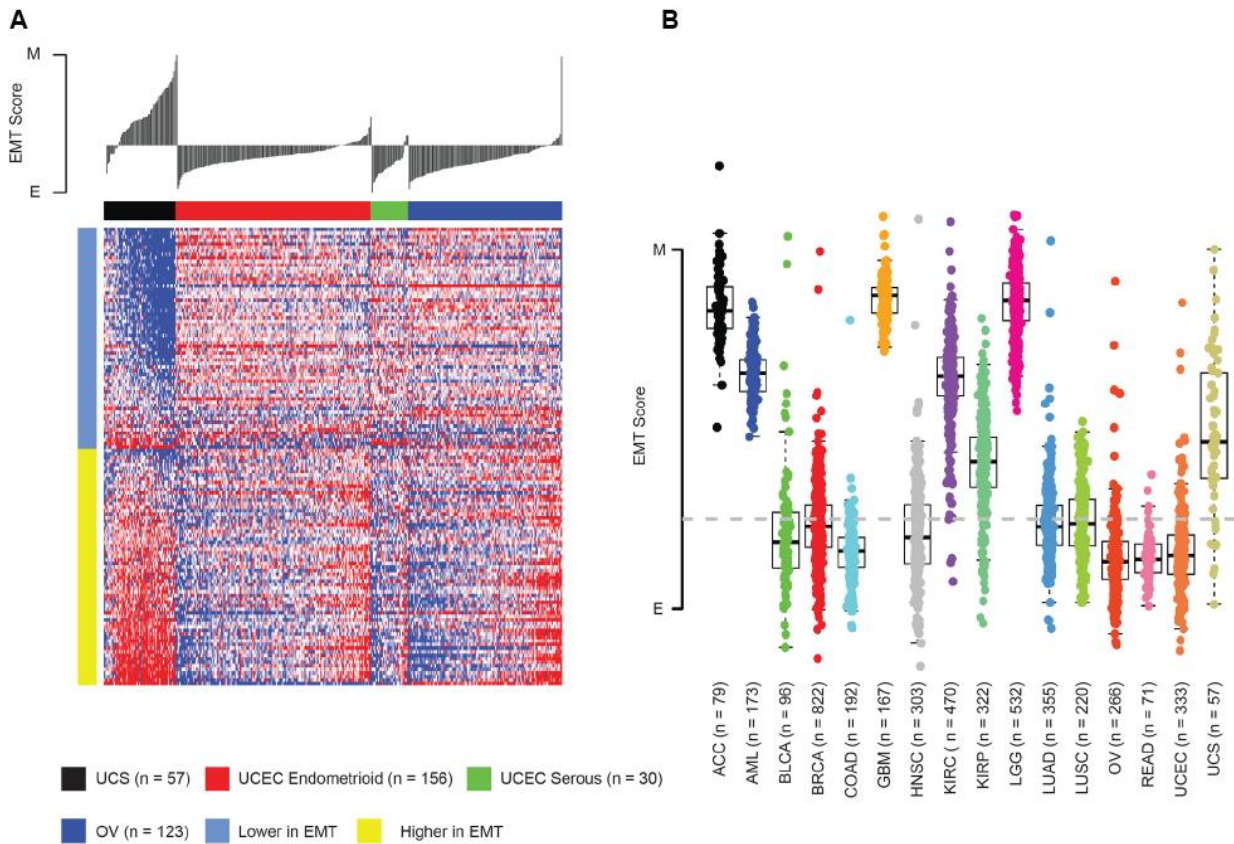 A
M
EMT Score
E
UCS (n = 57)
UCEC Endometrioid (n = 156)
UCEC Serous (n = 30)
OV (n = 123)
Lower in EMT
Higher in EMT
B
M
EMT Score
E
ACC (n = 79)
AML (n = 173)
BLCA (n = 96)
BRCA (n = 822)
COAD (n = 192)
GBM (n = 167)
HNSC (n = 303)
KIRC ( n = 470)
KIRP (n = 322)
LGG (n = 532)
LUAD (n = 355)
LUSC (n = 220)
OV (n = 266)
READ (n = 71)
UCEC (n = 333)
UCS (n = 57)